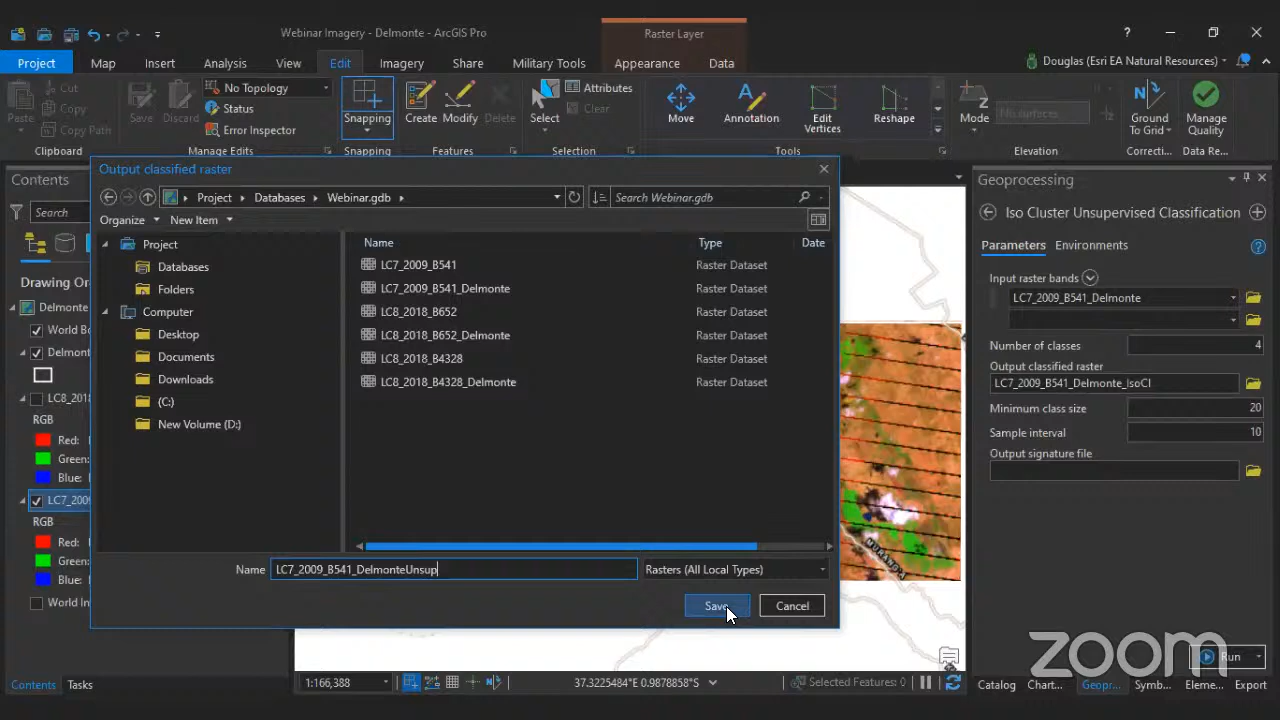 Webinar Imagery - Delmonte - ArcGIS Pro
Raster Layer
?
Project
Map
Insert
Analysis
View
Edit
Imagery
Share
Military Tools
Appearance
Data
Douglas (Esri EA Natural Resources)
Paste
Cut
Copy
Copy Path
Clipboard
Save
Discard
No Topology
Status
Error Inspector
Manage Edits
Snapping
Snapping
Create
Modify
Delete
Features
Select
Attributes
Clear
Selection
Move
Annotation
Edit
Vertices
Reshape
Tools
Mode
No surfaces
Elevation
Ground
To Grid
Correcti...
Manage
Quality
Data Re...
Contents
Search
Drawing Or
Delmonte
World Bo
Delmont
LC8_2018
RGB
Red:
Green:
Blue:
LC7_2009
RGB
Red:
Green:
Blue:
World In
Contents
Tasks
Output classified raster
Project
Databases
Webinar.gdb
Search Webinar.gdb
Organize
New Item
Project
Databases
Folders
Computer
Desktop
Documents
Downloads
(C:)
New Volume (D:)
Name
Type
Date
LC7_2009_B541
Raster Dataset
LC7_2009_B541_Delmonte
Raster Dataset
LC8_2018_B652
Raster Dataset
LC8_2018_B652_Delmonte
Raster Dataset
LC8_2018_B4328
Raster Dataset
LC8_2018_B4328_Delmonte
Raster Dataset
Name
LC7_2009_B541_DelmonteUnsup
Rasters (All Local Types)
Save
Cancel
MURANG'A
1:166,388
37.3225484°E 0.9878858°S
Selected Features: 0
Geoprocessing
Iso Cluster Unsupervised Classification
Parameters
Environments
?
Input raster bands
LC7_2009_B541_Delmonte
Number of classes
4
Output classified raster
LC7_2009_B541_Delmonte_IsoCl
Minimum class size
20
Sample interval
10
Output signature file
Run
zoom
Catalog
Chart...
Geopr...
Symb...
Eleme...
Export